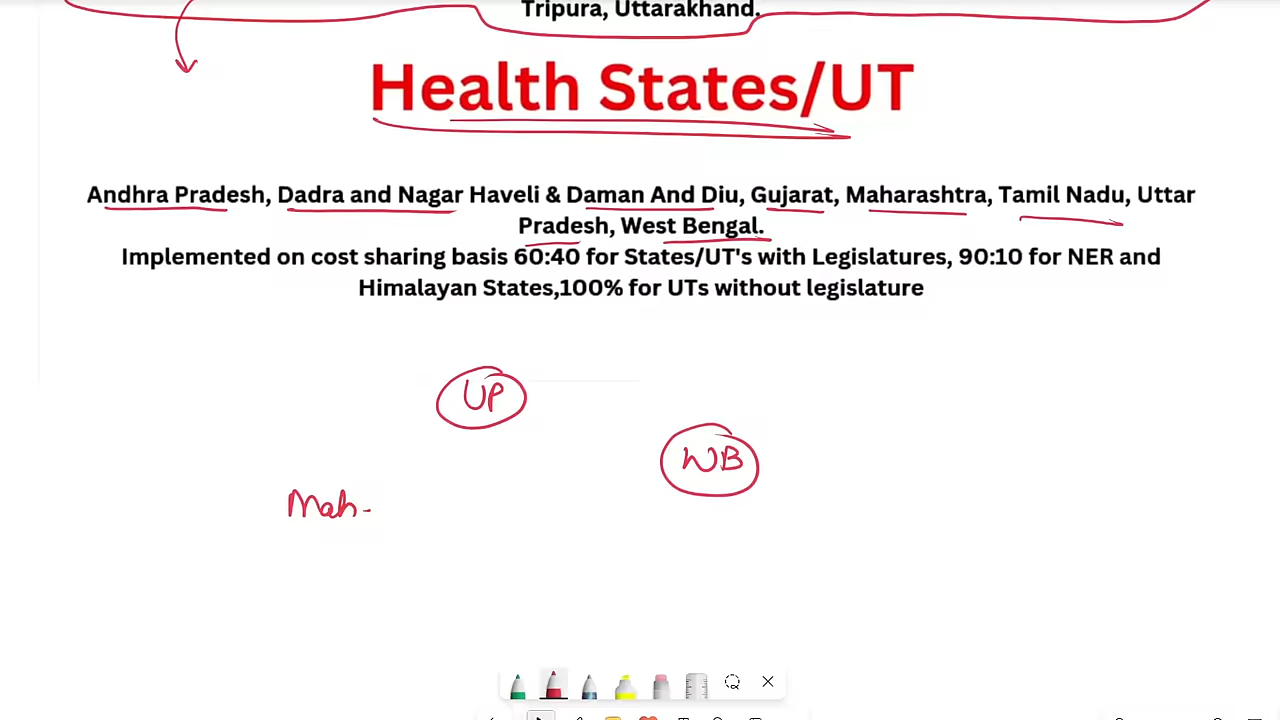 Tripura, Uttarakhand.
Health States/UT
Andhra Pradesh, Dadra and Nagar Haveli & Daman And Diu, Gujarat, Maharashtra, Tamil Nadu, Uttar
Pradesh, West Bengal.
Implemented on cost sharing basis 60:40 for States/UT's with Legislatures, 90:10 for NER and
Himalayan States,100% for UTs without legislature
UP
WB
Mah-